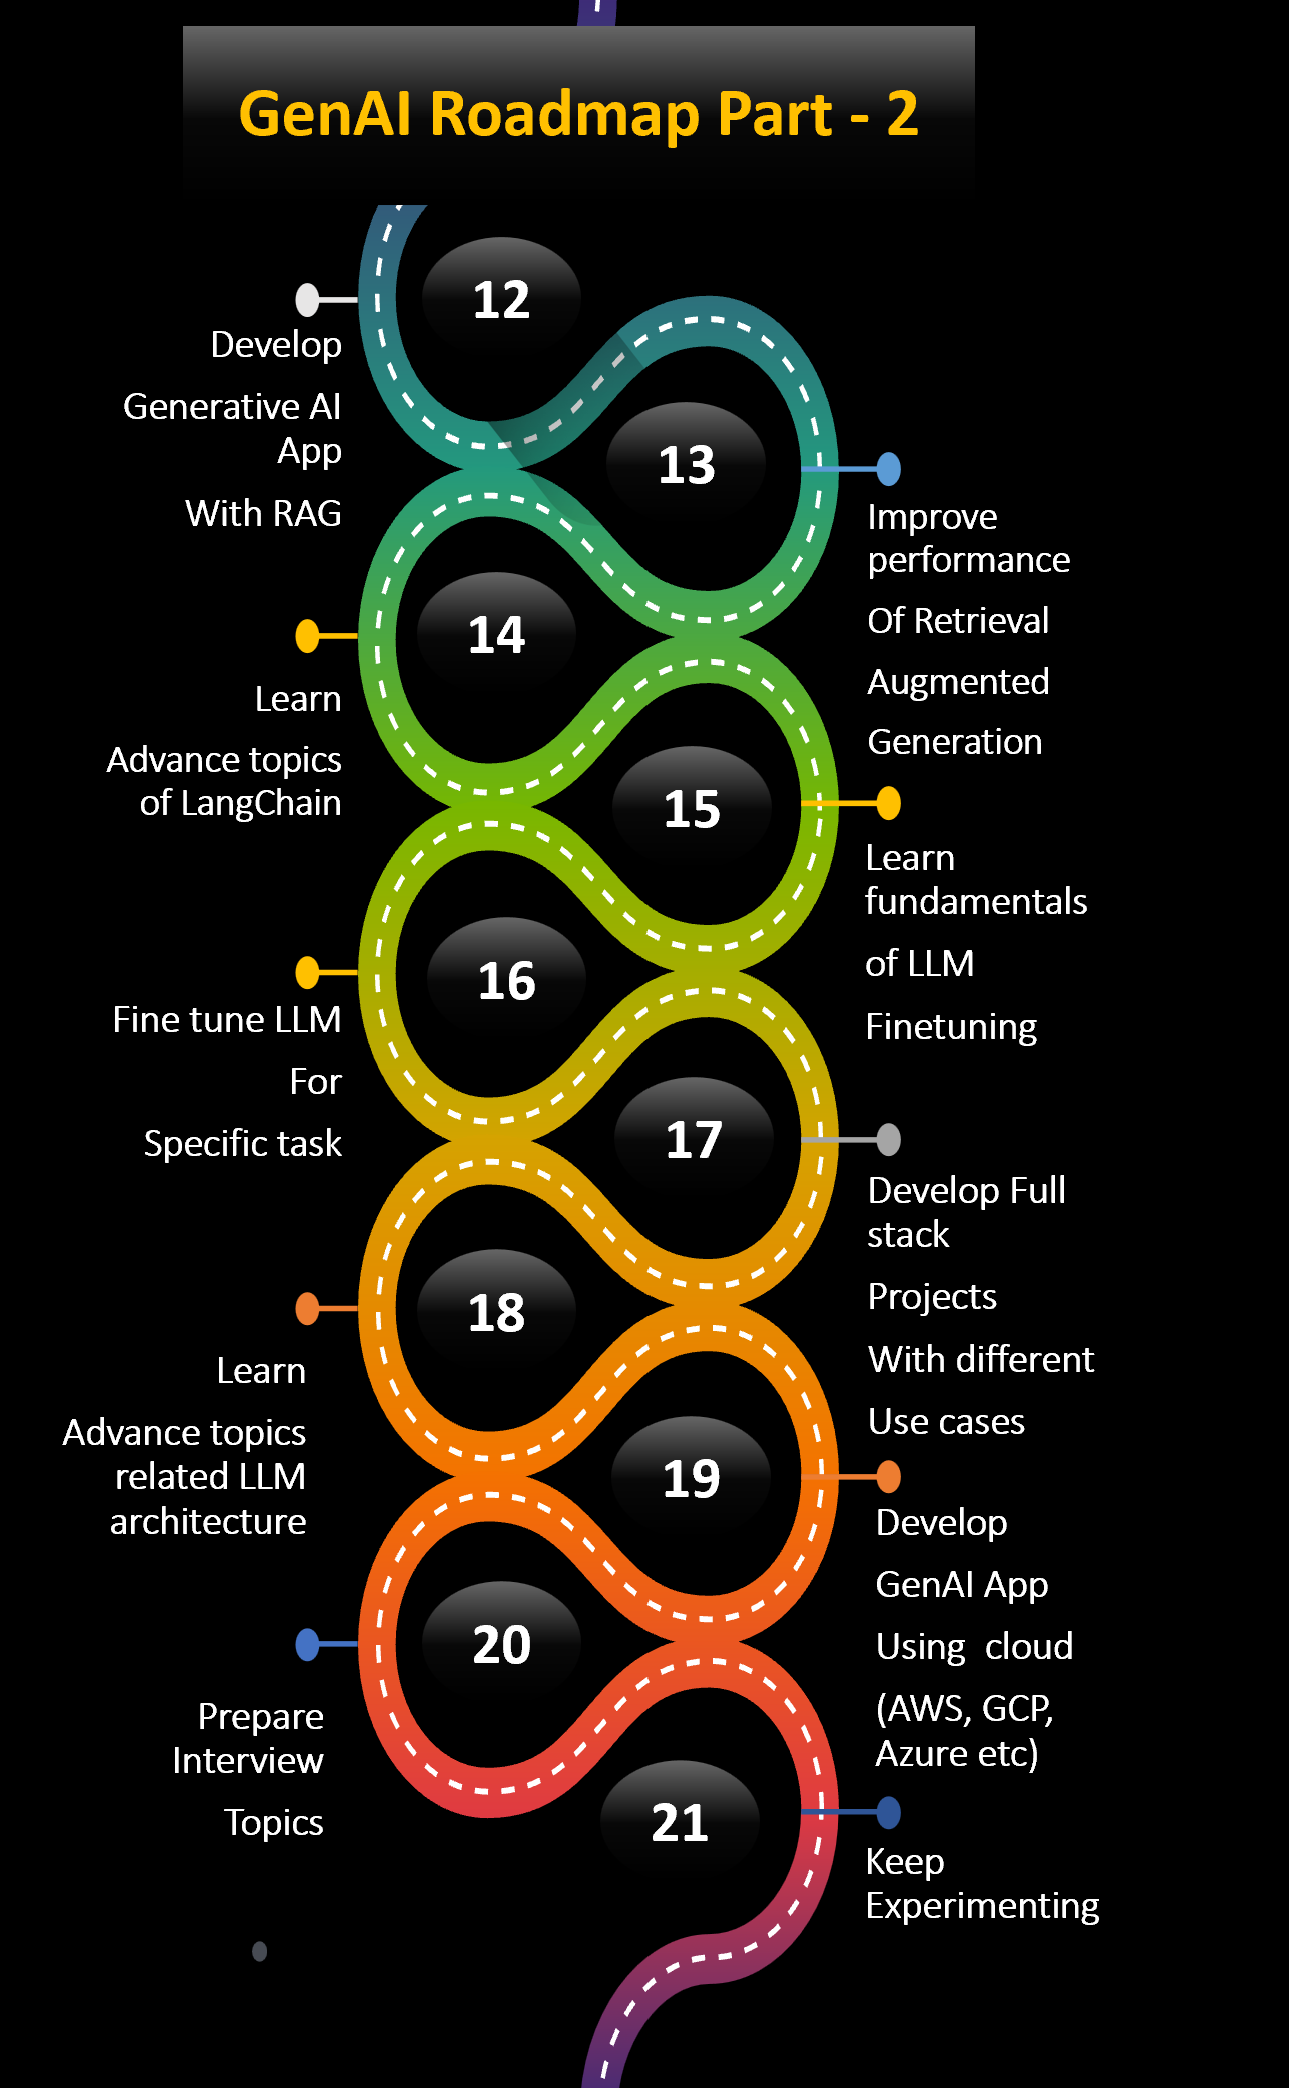 GenAI Roadmap Part - 2
12
Develop
Generative AI
App
With RAG
13
Improve
performance
Of Retrieval
Augmented
Generation
14
Learn
Advance topics
of LangChain
15
Learn
fundamentals
of LLM
Finetuning
16
Fine tune LLM
For
Specific task
17
Develop Full
stack
Projects
With different
Use cases
18
Learn
Advance topics
related LLM
architecture
19
Develop
GenAI App
Using  cloud
(AWS, GCP,
Azure etc)
20
Prepare
Interview
Topics
21
Keep
Experimenting